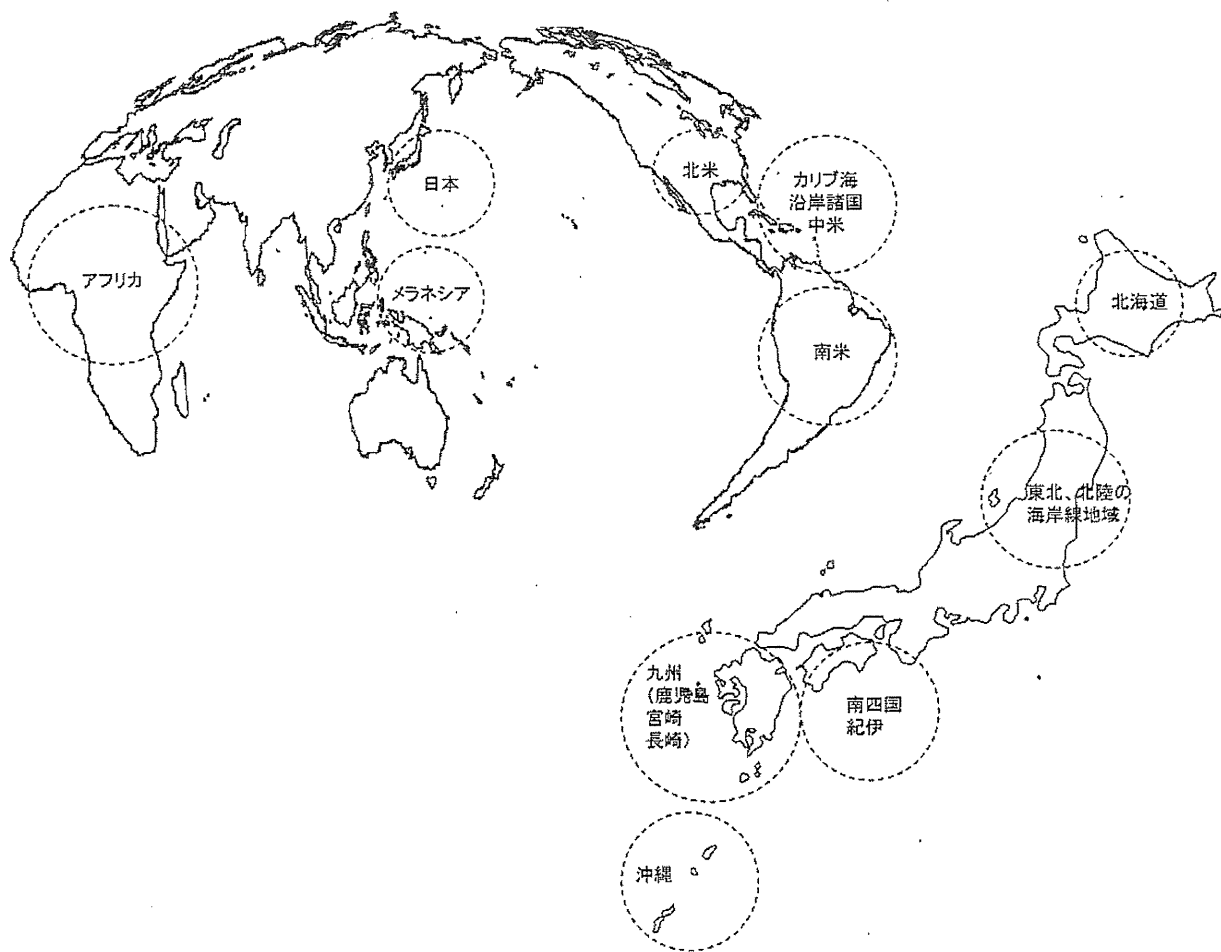 日本
北米
カリブ海
沿岸諸国
中米
アフリカ
メラネシア
南米
北海道
東北、北陸の
海岸線地域
九州
(鹿児島
宮崎
長崎)
南四国
紀伊
沖縄